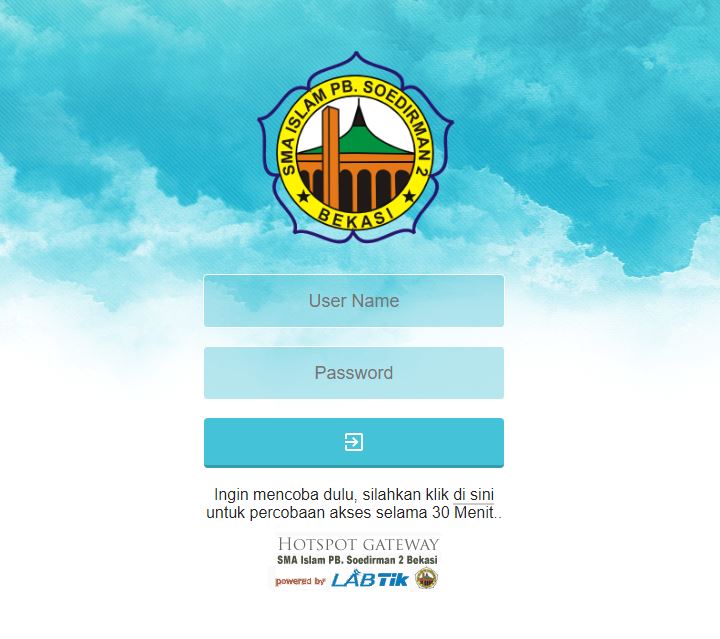 SMA ISLAM PB. SOEDIRMAN 2
BEKASI
User Name
Password
Ingin mencoba dulu, silahkan klik di sini
untuk percobaan akses selama 30 Menit..
HOTSPOT GATEWAY
SMA Islam PB. Soedirman 2 Bekasi
powered by LABTik